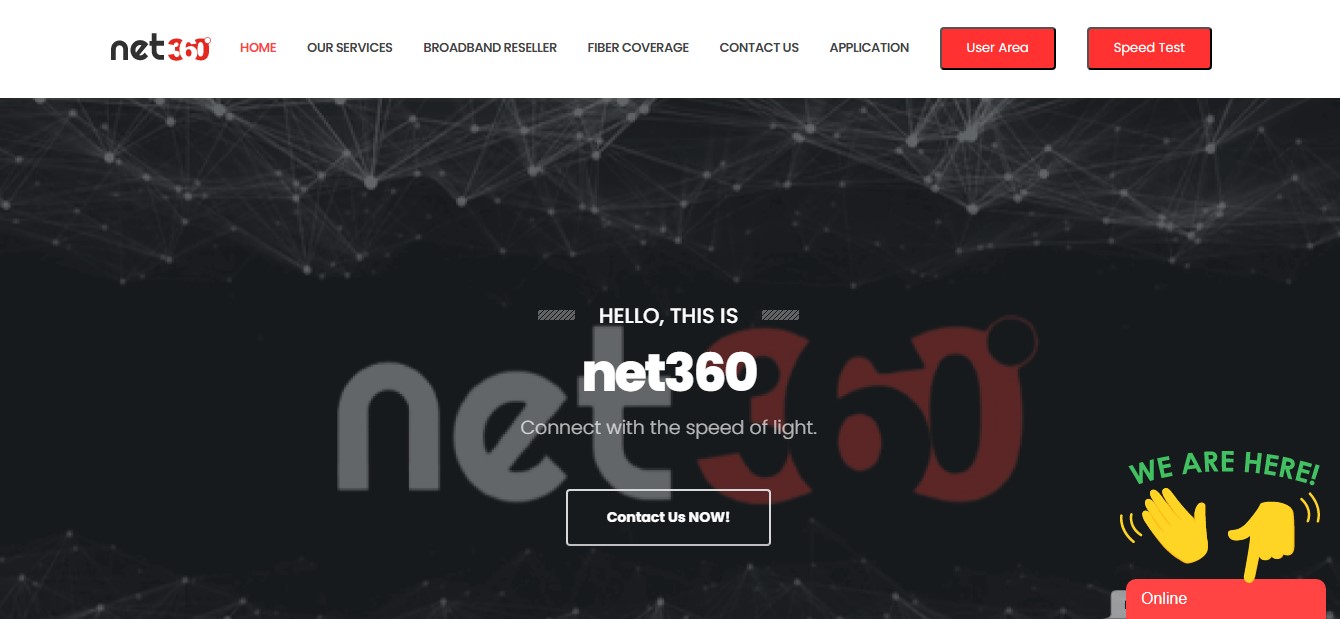 net360
HOME
OUR SERVICES
BROADBAND RESELLER
FIBER COVERAGE
CONTACT US
APPLICATION
User Area
Speed Test
HELLO, THIS IS
net360
net360
Connect with the speed of light.
Contact Us NOW!
WE ARE HERE!
Online